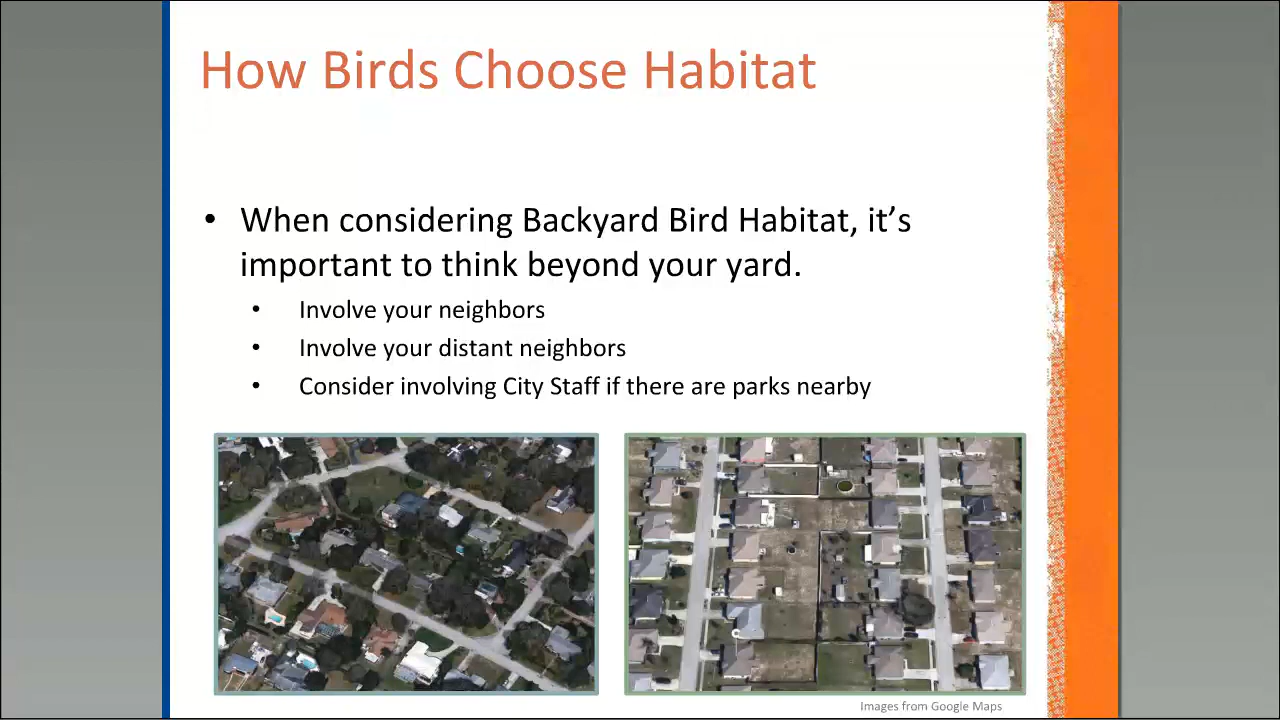 How Birds Choose Habitat
• When considering Backyard Bird Habitat, it’s
important to think beyond your yard.
• Involve your neighbors
• Involve your distant neighbors
• Consider involving City Staff if there are parks nearby
Images from Google Maps